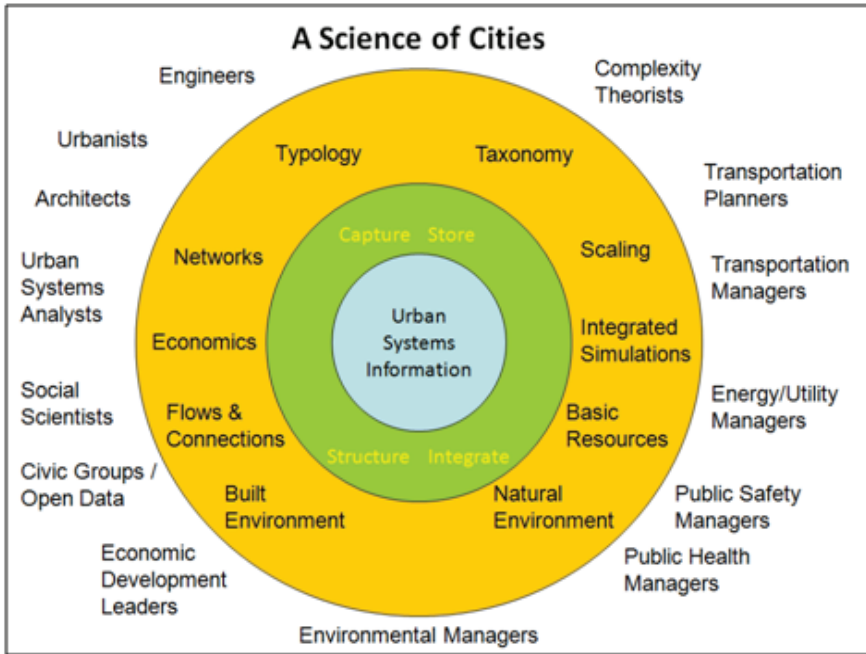 A Science of Cities
Engineers
Complexity
Theorists
Urbanists
Typology
Taxonomy
Transportation
Planners
Architects
Capture Store
Networks
Scaling
Urban
Systems
Analysts
Transportation
Managers
Urban
Systems
Information
Economics
Integrated
Simulations
Social
Scientists
Flows &
Connections
Basic
Resources
Energy/Utility
Managers
Structure Integrate
Civic Groups /
Open Data
Built
Environment
Natural
Environment
Public Safety
Managers
Economic
Development
Leaders
Public Health
Managers
Environmental Managers